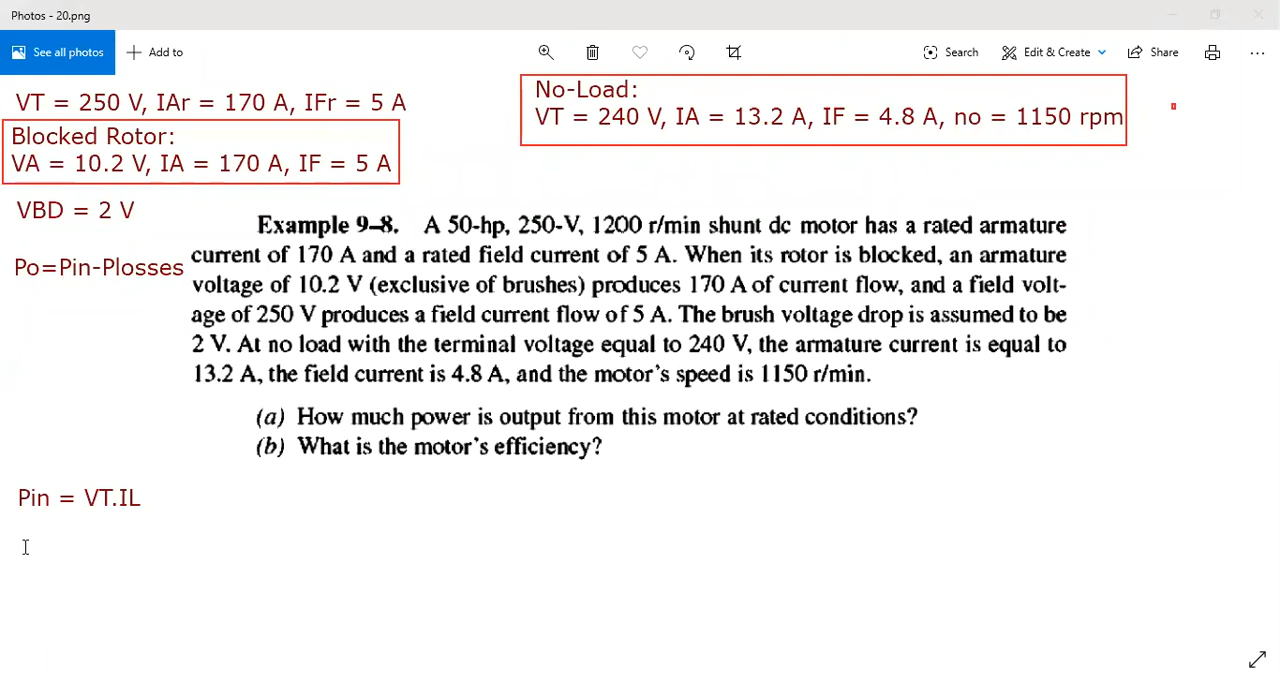 Photos - 20.png
See all photos
Add to
Search
Edit & Create
Share
VT = 250 V, IAr = 170 A, IFr = 5 A
No-Load:
VT = 240 V, IA = 13.2 A, IF = 4.8 A, no = 1150 rpm
Blocked Rotor:
VA = 10.2 V, IA = 170 A, IF = 5 A
VBD = 2 V
Po=Pin-Plosses
Example 9–8. A 50-hp, 250-V, 1200 r/min shunt dc motor has a rated armature
current of 170 A and a rated field current of 5 A. When its rotor is blocked, an armature
voltage of 10.2 V (exclusive of brushes) produces 170 A of current flow, and a field volt-
age of 250 V produces a field current flow of 5 A. The brush voltage drop is assumed to be
2 V. At no load with the terminal voltage equal to 240 V, the armature current is equal to
13.2 A, the field current is 4.8 A, and the motor's speed is 1150 r/min.
(a) How much power is output from this motor at rated conditions?
(b) What is the motor's efficiency?
Pin = VT.IL